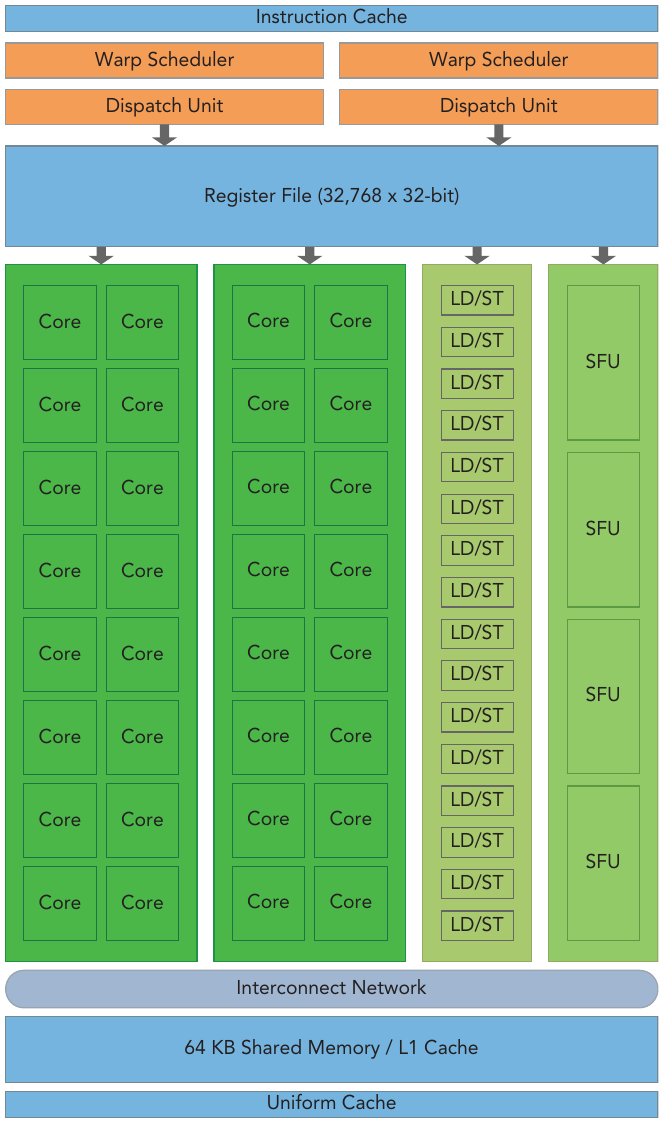 Instruction Cache
Warp Scheduler Warp Scheduler
Dispatch Unit Dispatch Unit
Register File (32,768 x 32-bit)
Core Core Core Core LD/ST SFU
LD/ST
Core Core Core Core LD/ST
LD/ST
Core Core Core Core LD/ST SFU
LD/ST
Core Core Core Core LD/ST
LD/ST
Core Core Core Core LD/ST SFU
LD/ST
Core Core Core Core LD/ST
LD/ST
Core Core Core Core LD/ST SFU
LD/ST
Core Core Core Core LD/ST
LD/ST
Interconnect Network
64 KB Shared Memory / L1 Cache
Uniform Cache